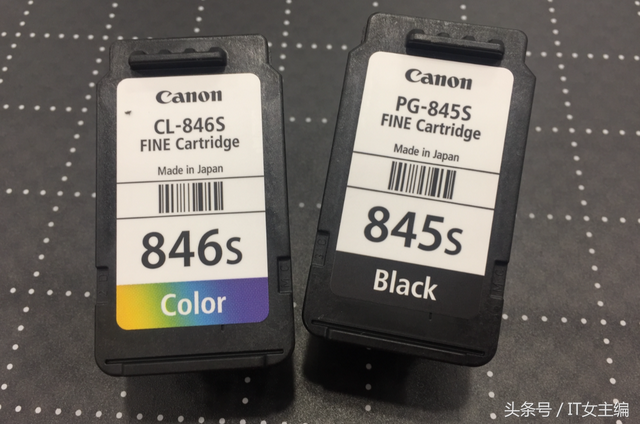 Canon
CL-846S
FINE Cartridge
Made in Japan
846s
Color
Canon
PG-845S
FINE Cartridge
Made in Japan
845s
Black
头条号 / IT女主编